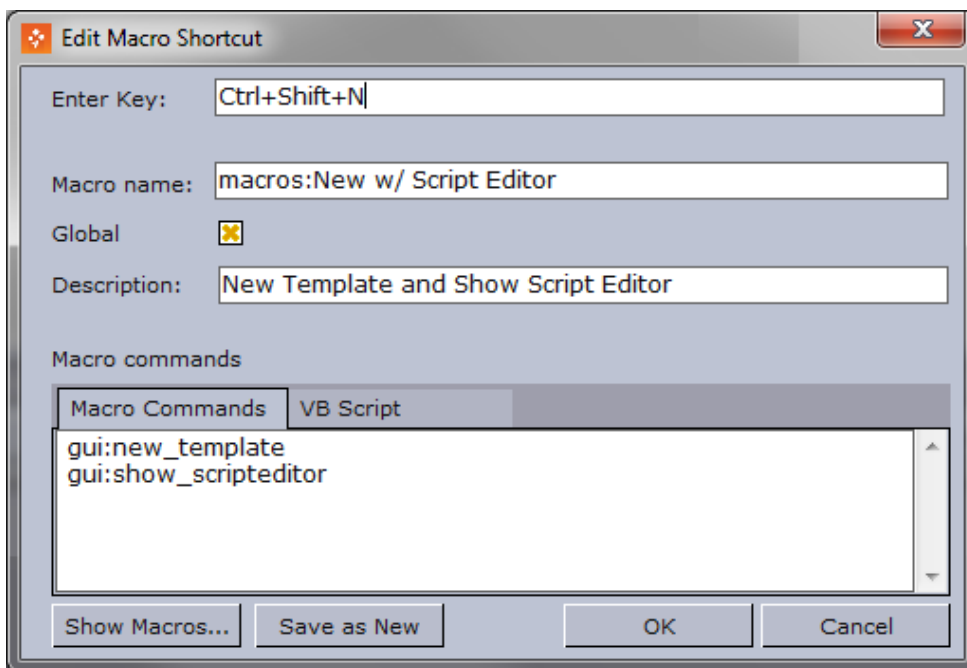 Edit Macro Shortcut
Enter Key: Ctrl+Shift+N
Macro name: macros:New w/ Script Editor
Global
Description: New Template and Show Script Editor
Macro commands
Macro Commands VB Script
gui:new_template
gui:show_scripteditor
Show Macros... Save as New OK Cancel